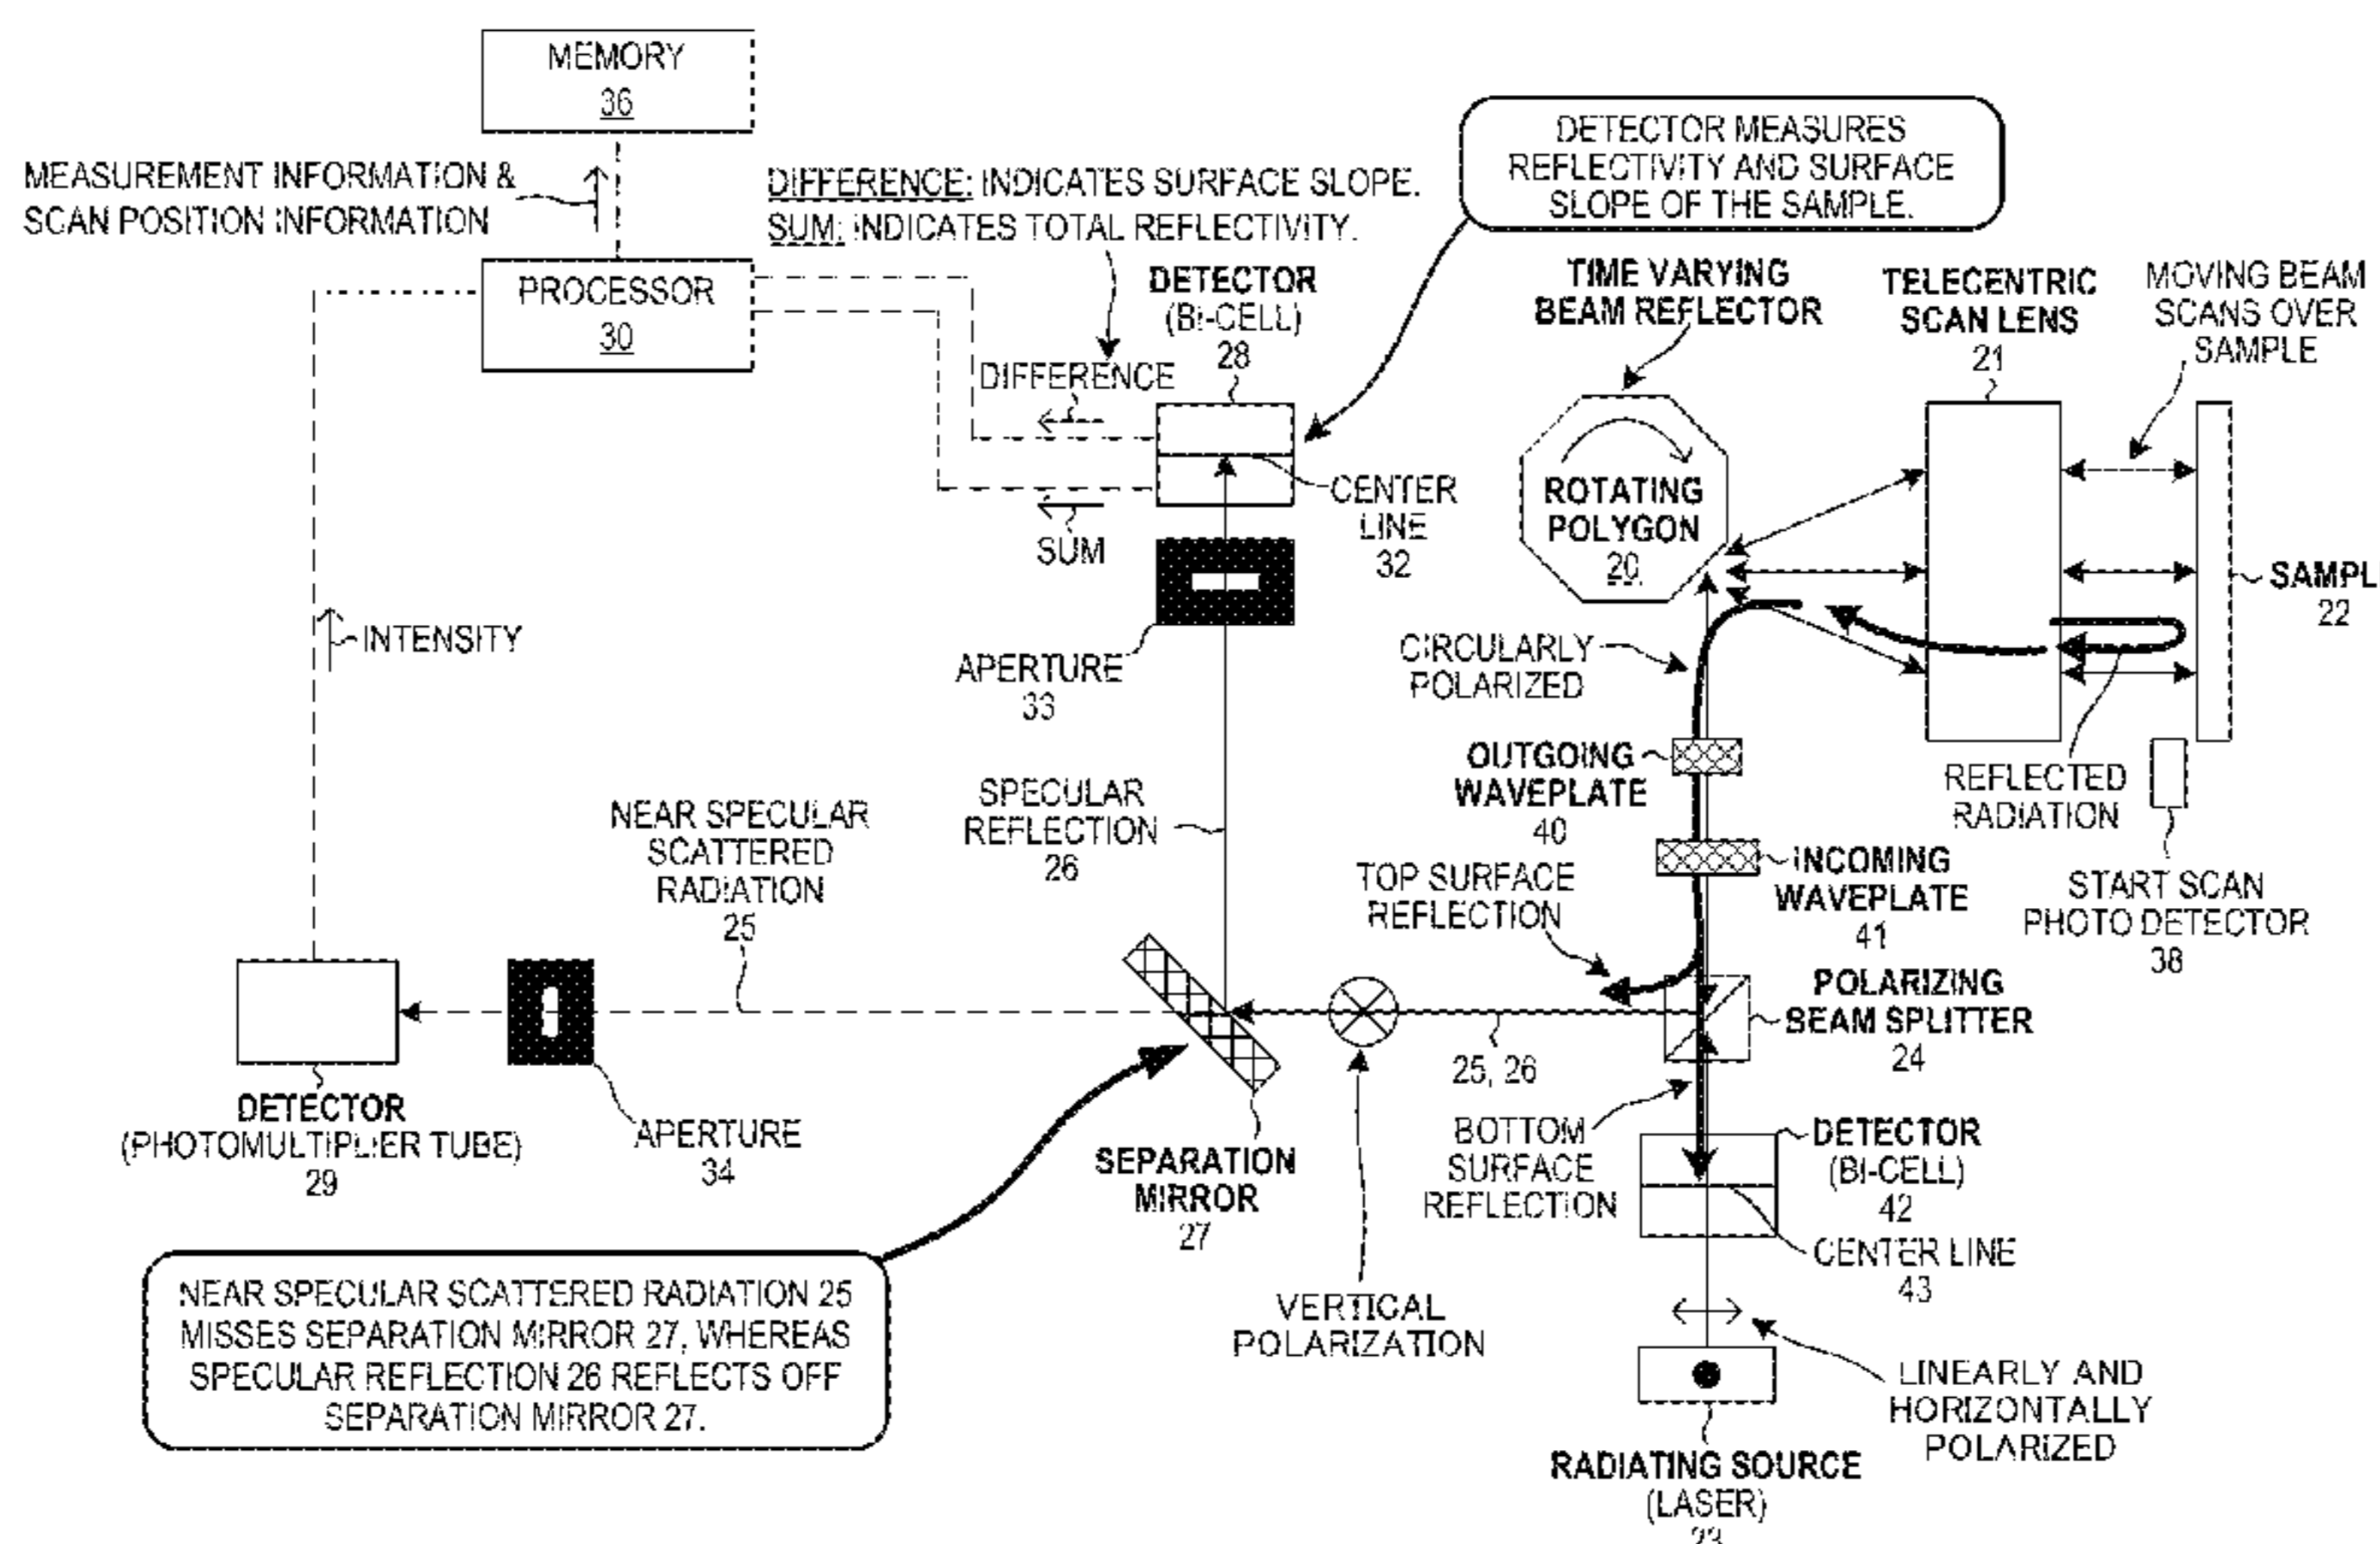 MEMORY
36
MEASUREMENT INFORMATION &
SCAN POSITION INFORMATION
DIFFERENCE: INDICATES SURFACE SLOPE.
SUM: INDICATES TOTAL REFLECTIVITY.
DETECTOR MEASURES
REFLECTIVITY AND SURFACE
SLOPE OF THE SAMPLE.
PROCESSOR
30
DETECTOR
(BI-CELL)
28
DIFFERENCE
SUM
CENTER
LINE
32
TIME VARYING
BEAM REFLECTOR
ROTATING
POLYGON
20
TELECENTRIC
SCAN LENS
21
MOVING BEAM
SCANS OVER
SAMPLE
SAMPL
22
INTENSITY
APERTURE
33
CIRCULARLY
POLARIZED
OUTGOING
WAVEPLATE
40
REFLECTED
RADIATION
START SCAN
PHOTO DETECTOR
38
NEAR SPECULAR
SCATTERED
RADIATION
25
SPECULAR
REFLECTION
26
TOP SURFACE
REFLECTION
INCOMING
WAVEPLATE
41
POLARIZING
BEAM SPLITTER
24
25, 26
DETECTOR
(PHOTOMULTIPLIER TUBE)
29
APERTURE
34
SEPARATION
MIRROR
27
BOTTOM
SURFACE
REFLECTION
DETECTOR
(BI-CELL)
42
CENTER LINE
43
VERTICAL
POLARIZATION
NEAR SPECULAR SCATTERED RADIATION 25
MISSES SEPARATION MIRROR 27, WHEREAS
SPECULAR REFLECTION 26 REFLECTS OFF
SEPARATION MIRROR 27.
LINEARLY AND
HORIZONTALLY
POLARIZED
RADIATING SOURCE
(LASER)
23